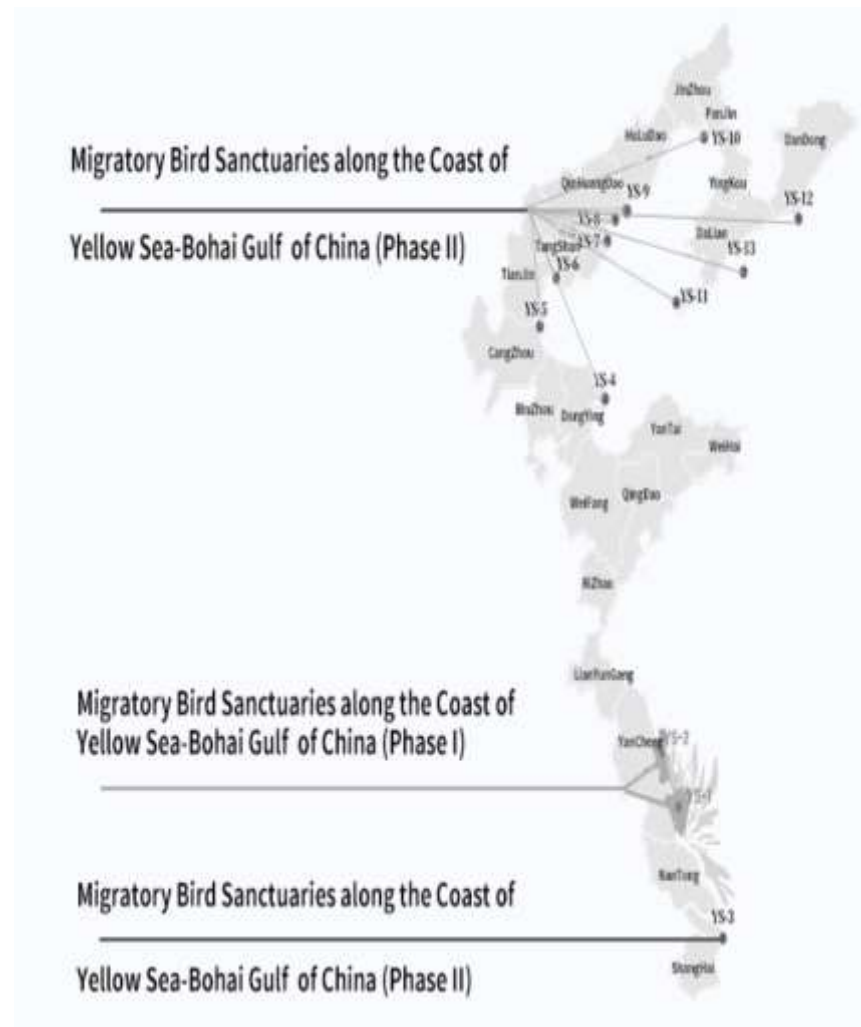 JinZhou
PanJin
HuLuDao
YS-10
DanDong
Migratory Bird Sanctuaries along the Coast of
QinHuangDao
YingKou
YS-9
YS-12
YS-8
Yellow Sea-Bohai Gulf of China (Phase II)
TangShan
YS-7
DaLian
YS-13
TianJin
YS-6
YS-11
YS-5
CangZhou
YS-4
BinZhou
DongYing
YanTai
WeiHai
WeiFang
QingDao
RiZhao
LianYunGang
Migratory Bird Sanctuaries along the Coast of
Yellow Sea-Bohai Gulf of China (Phase I)
YanCheng
YS-2
YS-1
NanTong
Migratory Bird Sanctuaries along the Coast of
YS-3
ShangHai
Yellow Sea-Bohai Gulf of China (Phase II)